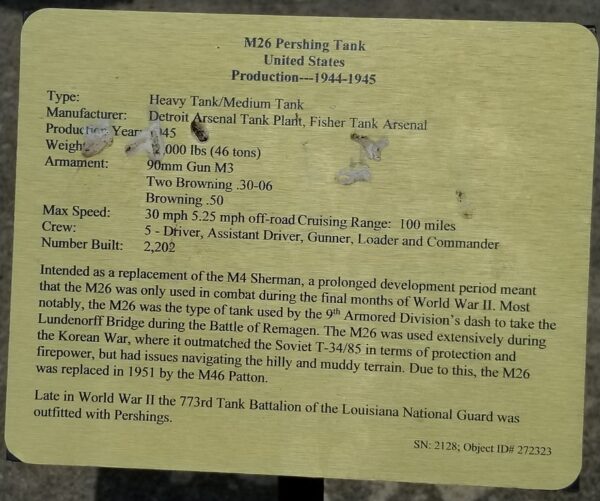 M26 Pershing Tank
United States
Production---1944-1945
Type: Heavy Tank/Medium Tank
Manufacturer: Detroit Arsenal Tank Plant, Fisher Tank Arsenal
Production Year: 1945
,000 lbs (46 tons)
Armament: 90mm Gun M3
Two Browning .30-06
Browning .50
Max Speed: 30 mph 5.25 mph off-road Cruising Range: 100 miles
Crew: 5 - Driver, Assistant Driver, Gunner, Loader and Commander
Number Built: 2,202
Intended as a replacement of the M4 Sherman, a prolonged development period meant
that the M26 was only used in combat during the final months of World War II. Most
notably, the M26 was the type of tank used by the 9th Armored Division's dash to take the
Lundenorff Bridge during the Battle of Remagen. The M26 was used extensively during
the Korean War, where it outmatched the Soviet T-34/85 in terms of protection and
firepower, but had issues navigating the hilly and muddy terrain. Due to this, the M26
was replaced in 1951 by the M46 Patton.
Late in World War II the 773rd Tank Battalion of the Louisiana National Guard was
outfitted with Pershings.
SN: 2128; Object ID# 272323